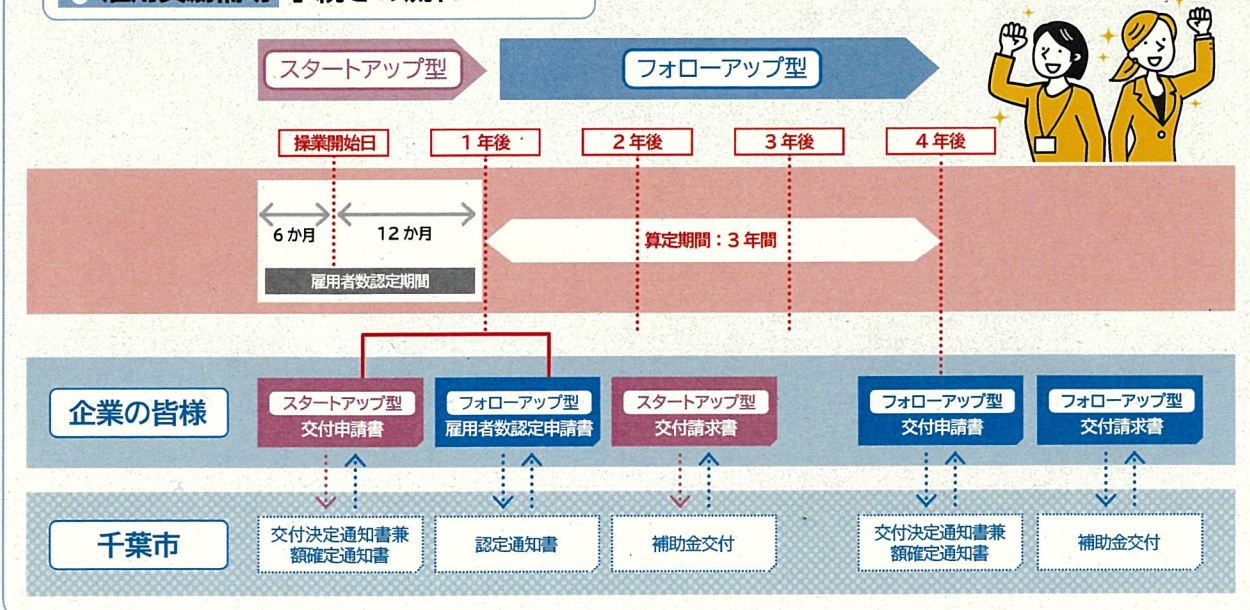 スタートアップ型
フォローアップ型
操業開始日
1年後
2年後
3年後
4年後
6か月
12か月
算定期間：3年間
雇用者数認定期間
企業の皆様
スタートアップ型
交付申請書
フォローアップ型
雇用者数認定申請書
スタートアップ型
交付請求書
フォローアップ型
交付申請書
フォローアップ型
交付請求書
千葉市
交付決定通知書兼
額確定通知書
認定通知書
補助金交付
交付決定通知書兼
額確定通知書
補助金交付